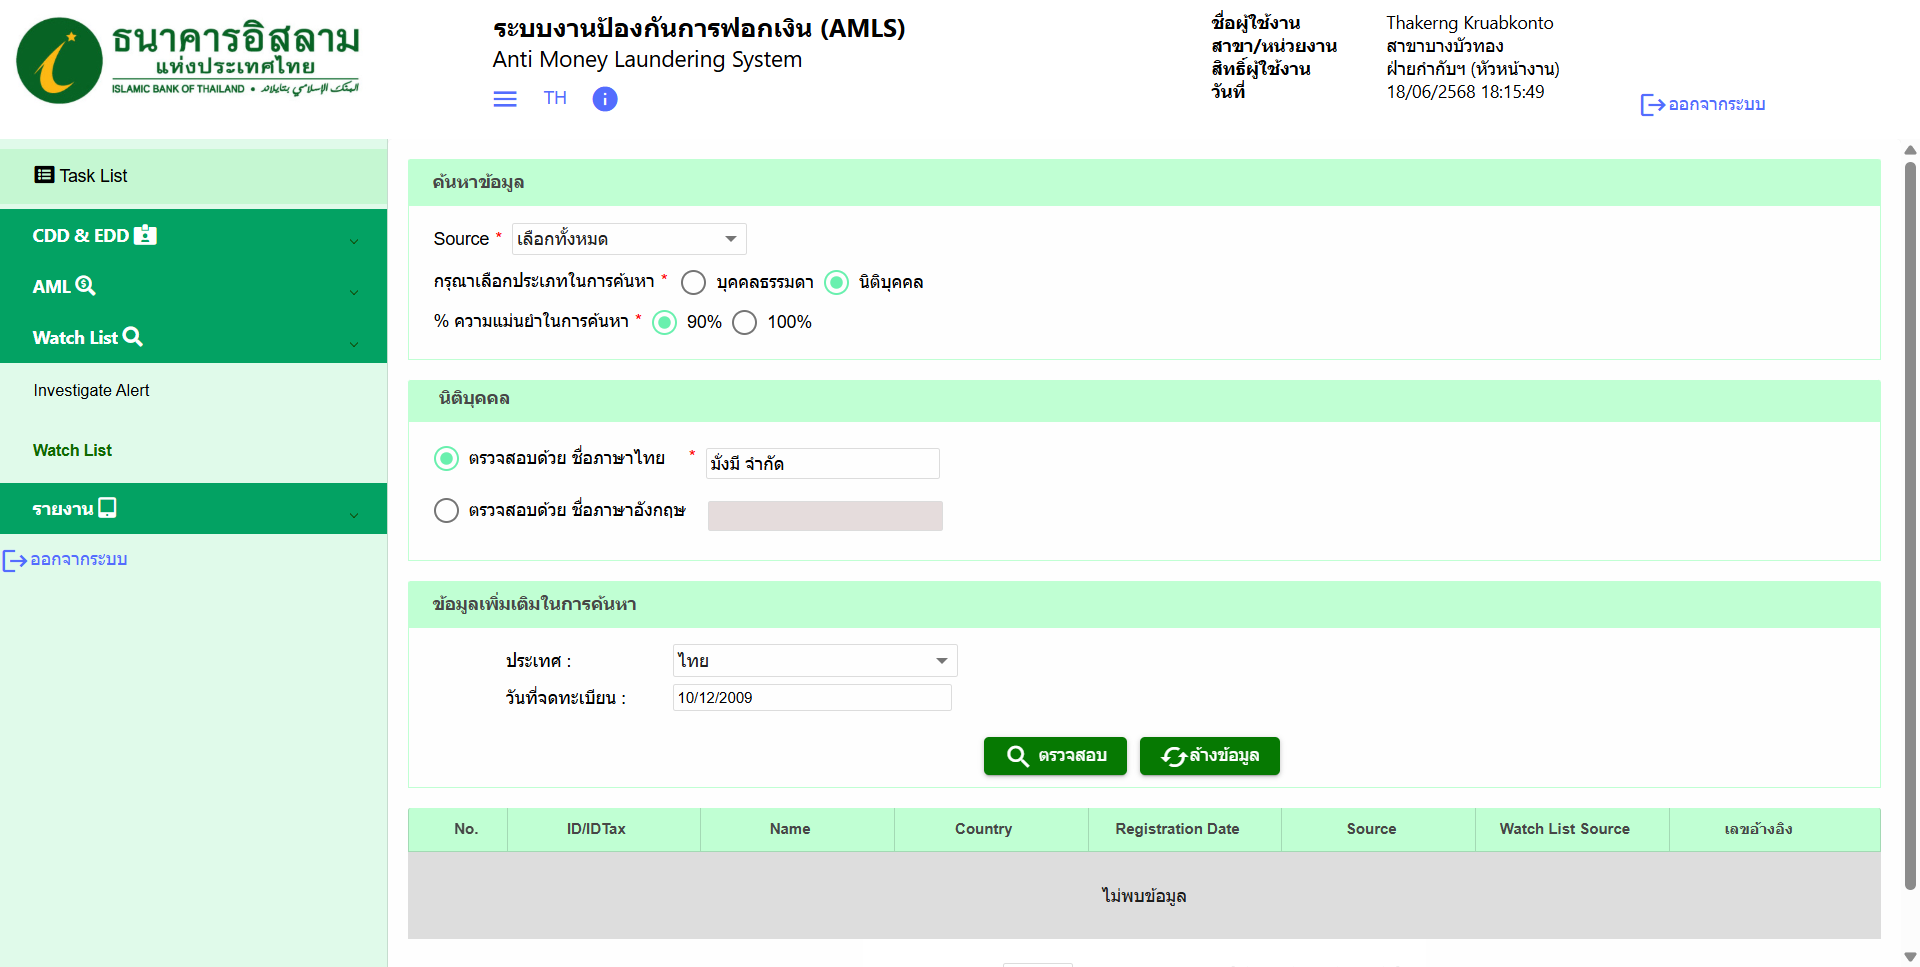 ธนาคารอิสลาม
แห่งประเทศไทย
ISLAMIC BANK OF THAILAND •
ระบบงานป้องกันการฟอกเงิน (AMLS)
Anti Money Laundering System
TH
ชื่อผู้ใช้งาน Thakerng Kruabkonto
สาขา/หน่วยงาน สาขาบางบัวทอง
สิทธิ์ผู้ใช้งาน ฝ่ายกำกับฯ (หัวหน้างาน)
วันที่ 18/06/2568 18:15:49
ออกจากระบบ
Task List
CDD & EDD
AML
Watch List
Investigate Alert
Watch List
รายงาน
ออกจากระบบ
ค้นหาข้อมูล
Source * เลือกทั้งหมด
กรุณาเลือกประเภทในการค้นหา * บุคคลธรรมดา นิติบุคคล
% ความแม่นยำในการค้นหา * 90% 100%
นิติบุคคล
ตรวจสอบด้วย ชื่อภาษาไทย * มั่งมี จำกัด
ตรวจสอบด้วย ชื่อภาษาอังกฤษ
ข้อมูลเพิ่มเติมในการค้นหา
ประเทศ : ไทย
วันที่จดทะเบียน : 10/12/2009
ตรวจสอบ ล้างข้อมูล
No. ID/IDTax Name Country Registration Date Source Watch List Source เลขอ้างอิง
ไม่พบข้อมูล